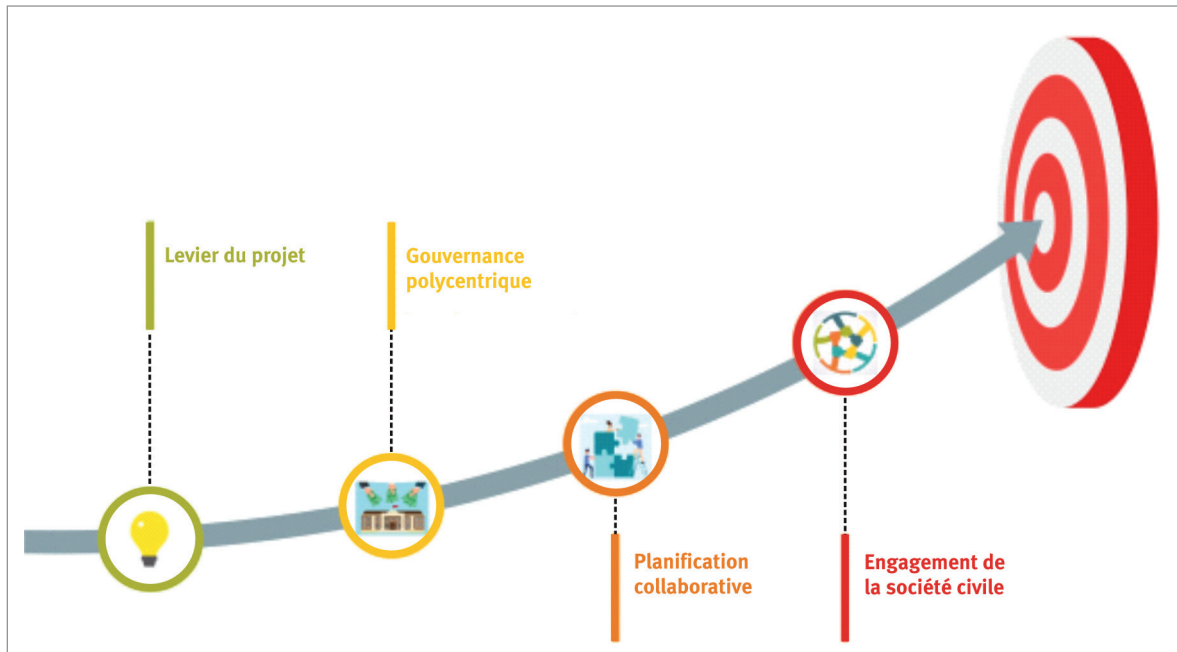 Levier du projet
Gouvernance
polycentrique
Planification
collaborative
Engagement de
la société civile